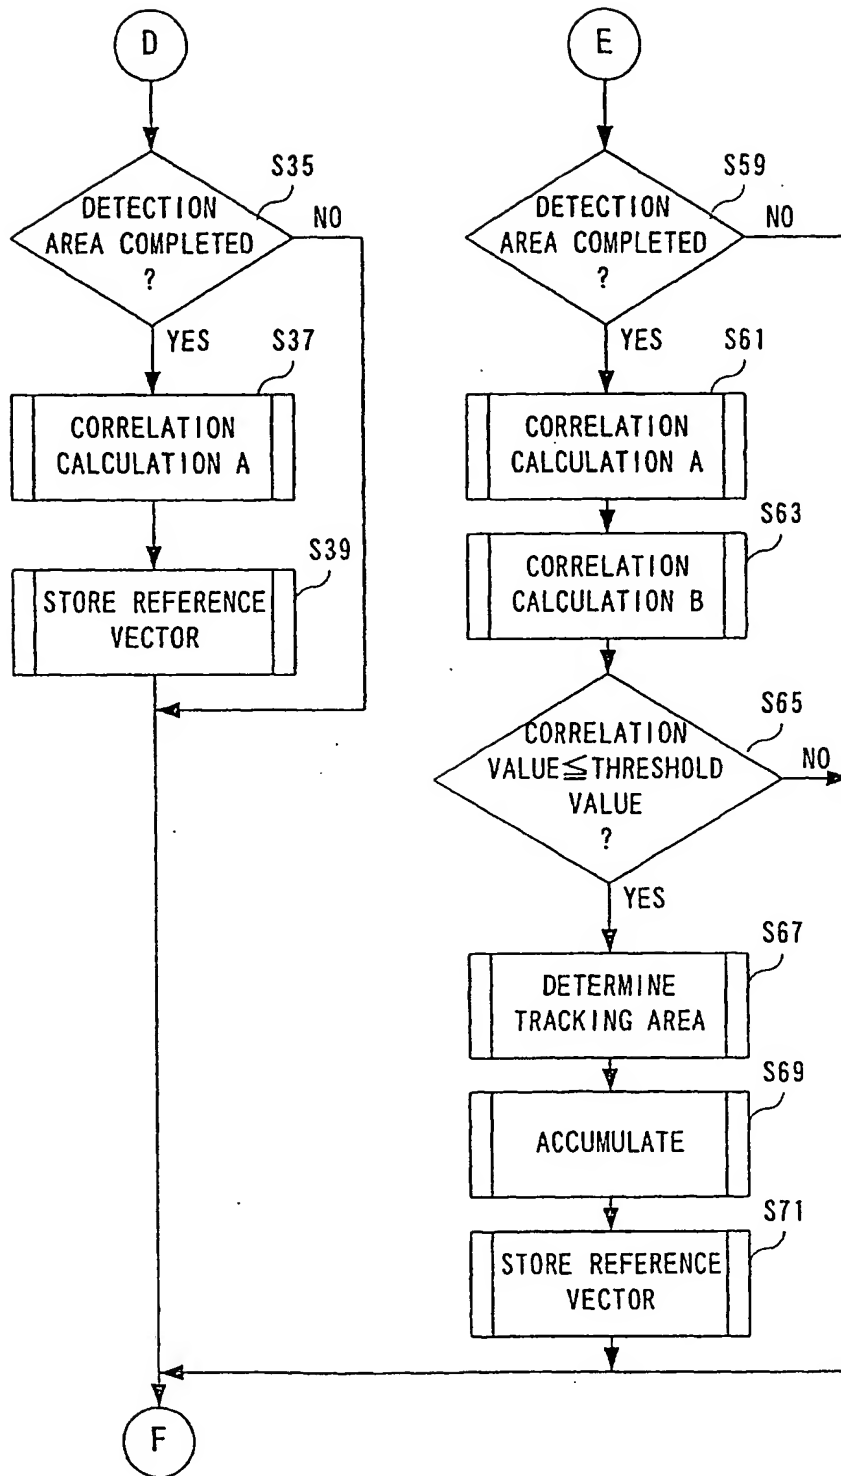 D
S35
DETECTION
AREA COMPLETED
?
NO
YES
S37
CORRELATION
CALCULATION A
S39
STORE REFERENCE
VECTOR
E
S59
DETECTION
AREA COMPLETED
?
NO
YES
S61
CORRELATION
CALCULATION A
S63
CORRELATION
CALCULATION B
S65
CORRELATION
VALUE≦THRESHOLD
VALUE
?
NO
YES
S67
DETERMINE
TRACKING AREA
S69
ACCUMULATE
S71
STORE REFERENCE
VECTOR
F